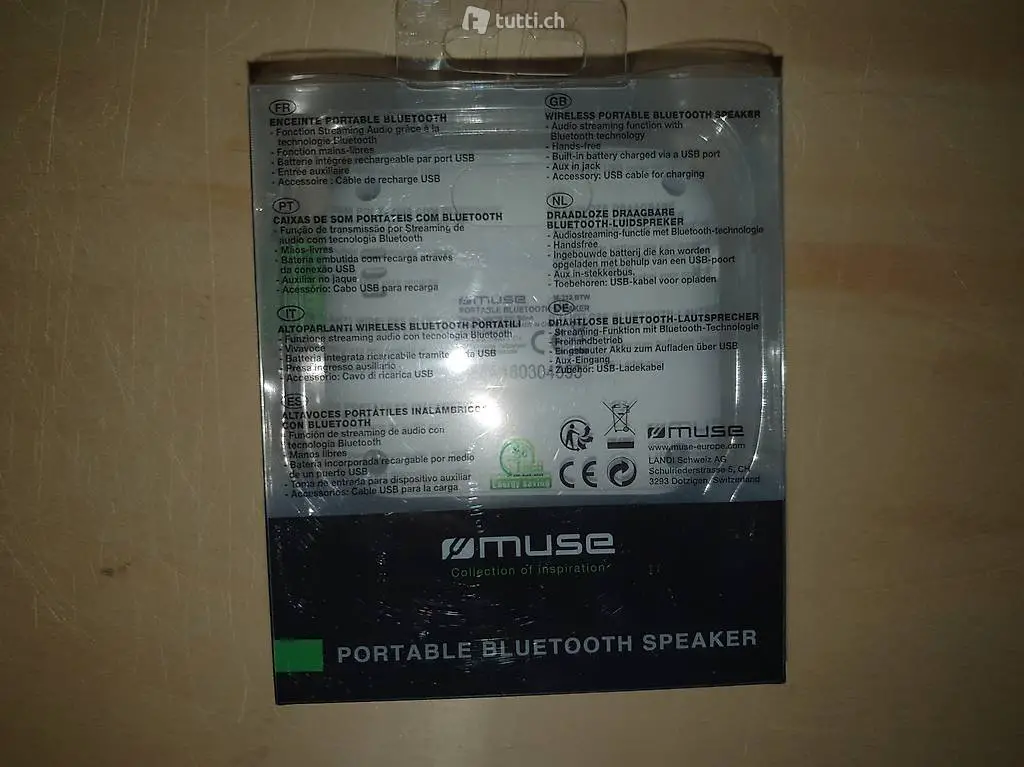 tutti.ch
FR
ENCEINTE PORTABLE BLUETOOTH
- Fonction Streaming Audio grâce à la
technologie Bluetooth
- Fonction mains-libres
- Batterie intégrée rechargeable par port USB
- Entrée auxiliaire
- Accessoire : Câble de recharge USB
PT
CAIXAS DE SOM PORTÁTEIS COM BLUETOOTH
- Função de transmissão por Streaming de
áudio com tecnologia Bluetooth
- Mãos-livres
- Bateria embutida com recarga através
da conexão USB
- Auxiliar no jaque
- Acessório: Cabo USB para recarga
IT
ALTOPARLANTI WIRELESS BLUETOOTH PORTATILI
- Funzione streaming audio con tecnologia Bluetooth
- Vivavoce
- Batteria integrata ricaricabile tramite porta USB
- Presa ingresso ausiliario
- Accessorio: Cavo di ricarica USB
ES
ALTAVOCES PORTÁTILES INALÁMBRICOS
CON BLUETOOTH
- Función de streaming de audio con
tecnología Bluetooth
- Manos libres
- Batería incorporada recargable por medio
de un puerto USB
- Toma de entrada para dispositivo auxiliar
- Accessorios: Cable USB para la carga
GB
WIRELESS PORTABLE BLUETOOTH SPEAKER
- Audio streaming function with
Bluetooth technology
- Hands-free
- Built-in battery charged via a USB port
- Aux in jack
- Accessory: USB cable for charging
NL
DRAADLOZE DRAAGBARE
BLUETOOTH-LUIDSPREKER
- Audiostreaming-functie met Bluetooth-technologie
- Handsfree
- Ingebouwde batterij die kan worden
opgeladen met behulp van een USB-poort
- Aux in-stekkerbus.
- Toebehoren: USB-kabel voor opladen
DE
DRAHTLOSE BLUETOOTH-LAUTSPRECHER
- Streaming-Funktion mit Bluetooth-Technologie
- Freihandbetrieb
- Eingebauter Akku zum Aufladen über USB
- Aux-Eingang
- Zubehör: USB-Ladekabel
muse
PORTABLE BLUETOOTH SPEAKER
CE
Energy Saving
CE
muse
www.muse-europe.com
LANDI Schweiz AG
Schulriederstrasse 5, CH
3293 Dotzigen, Switzerland
muse
Collection of inspiration
PORTABLE BLUETOOTH SPEAKER